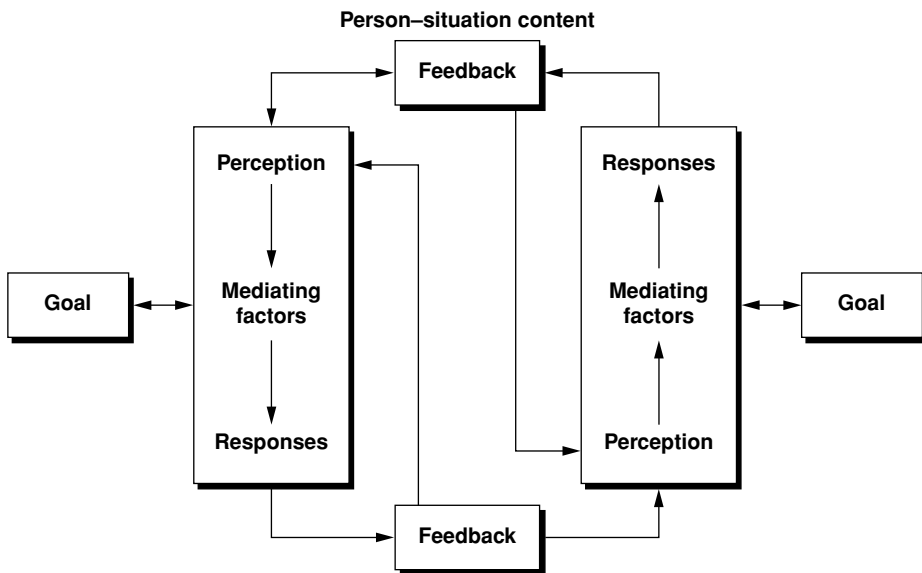 Person–situation content
Feedback
Perception
Mediating
factors
Responses
Goal
Responses
Mediating
factors
Perception
Goal
Feedback